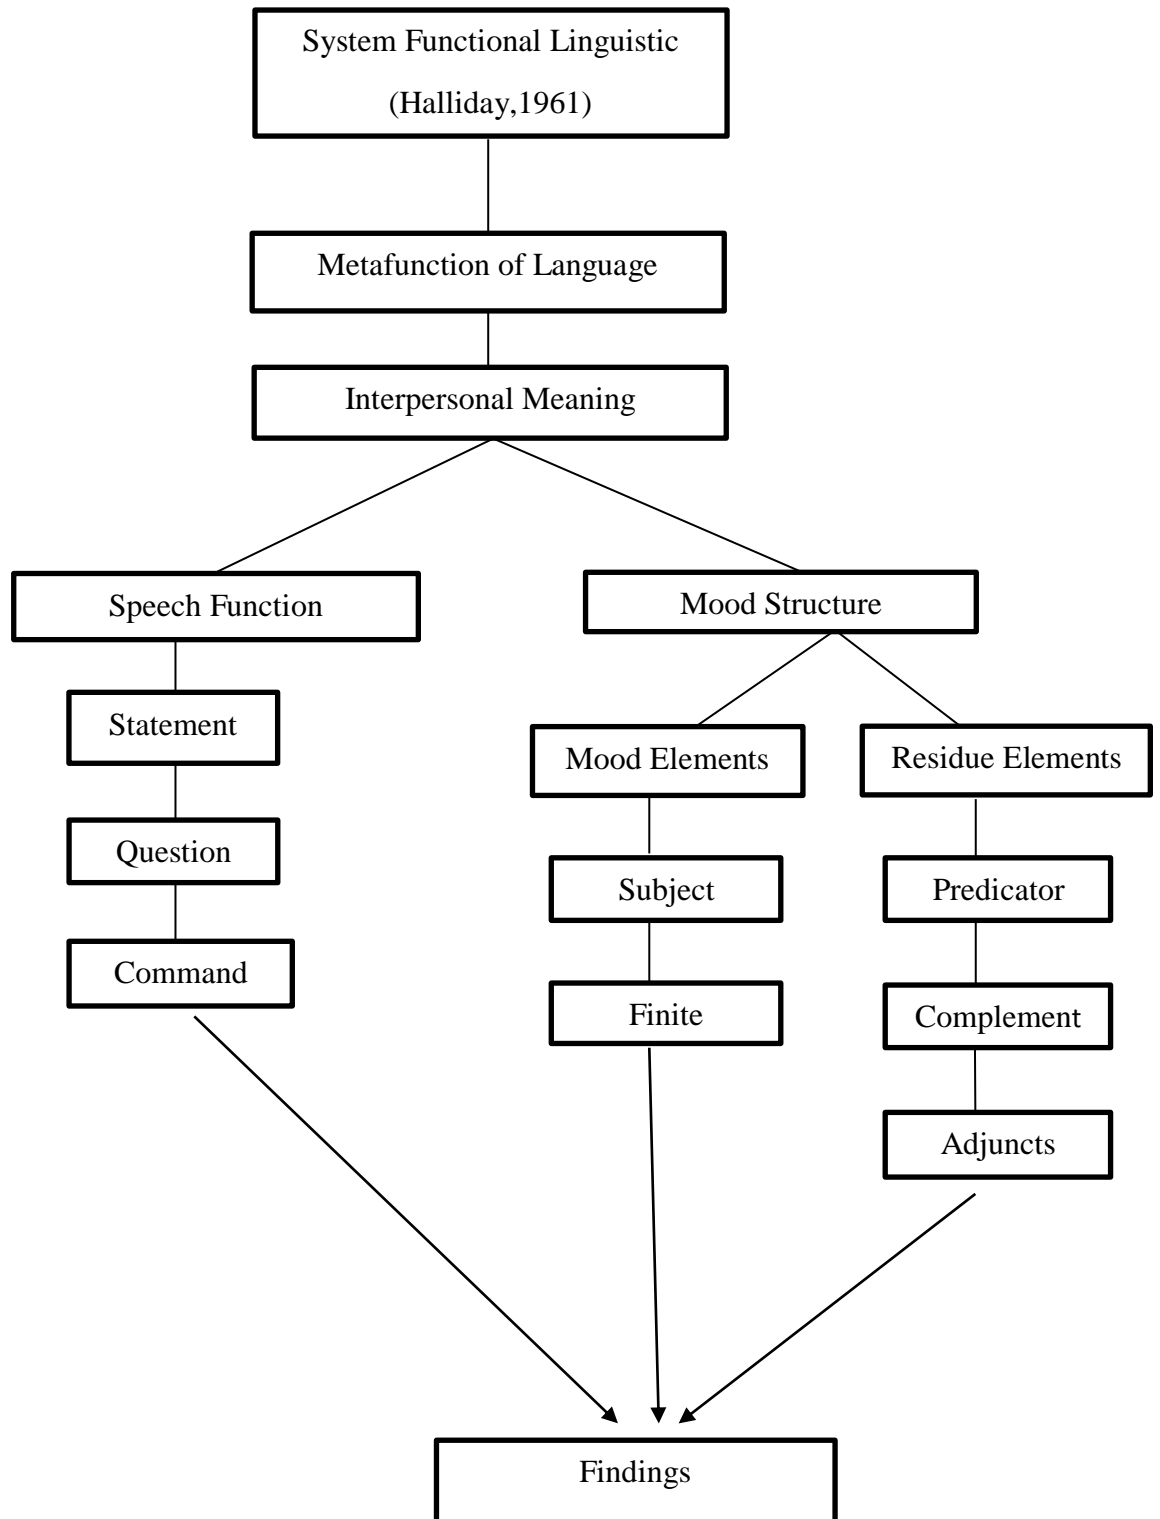 System Functional Linguistic
(Halliday,1961)
Metafunction of Language
Interpersonal Meaning
Speech Function
Mood Structure
Statement
Mood Elements
Residue Elements
Question
Subject
Predicator
Command
Finite
Complement
Adjuncts
Findings